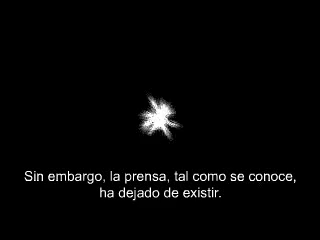 Sin embargo, la prensa, tal como se conoce,
ha dejado de existir.